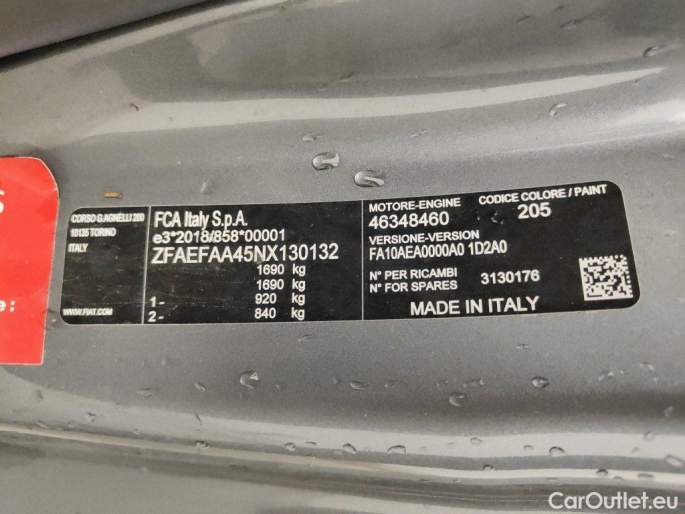 S
e :
CORSO G.AGNELLI 200
10135 TORINO
ITALY
WWW.FIAT.COM
FCA Italy S.p.A.
e3*2018/858*00001
ZFAEFAA45NX130132
1690 kg
1690 kg
1- 920 kg
2- 840 kg
MOTORE-ENGINE
46348460
CODICE COLORE / PAINT
205
VERSIONE-VERSION
FA10AEA0000A0 1D2A0
N° PER RICAMBI
N° FOR SPARES
3130176
MADE IN ITALY
CarOutlet.eu